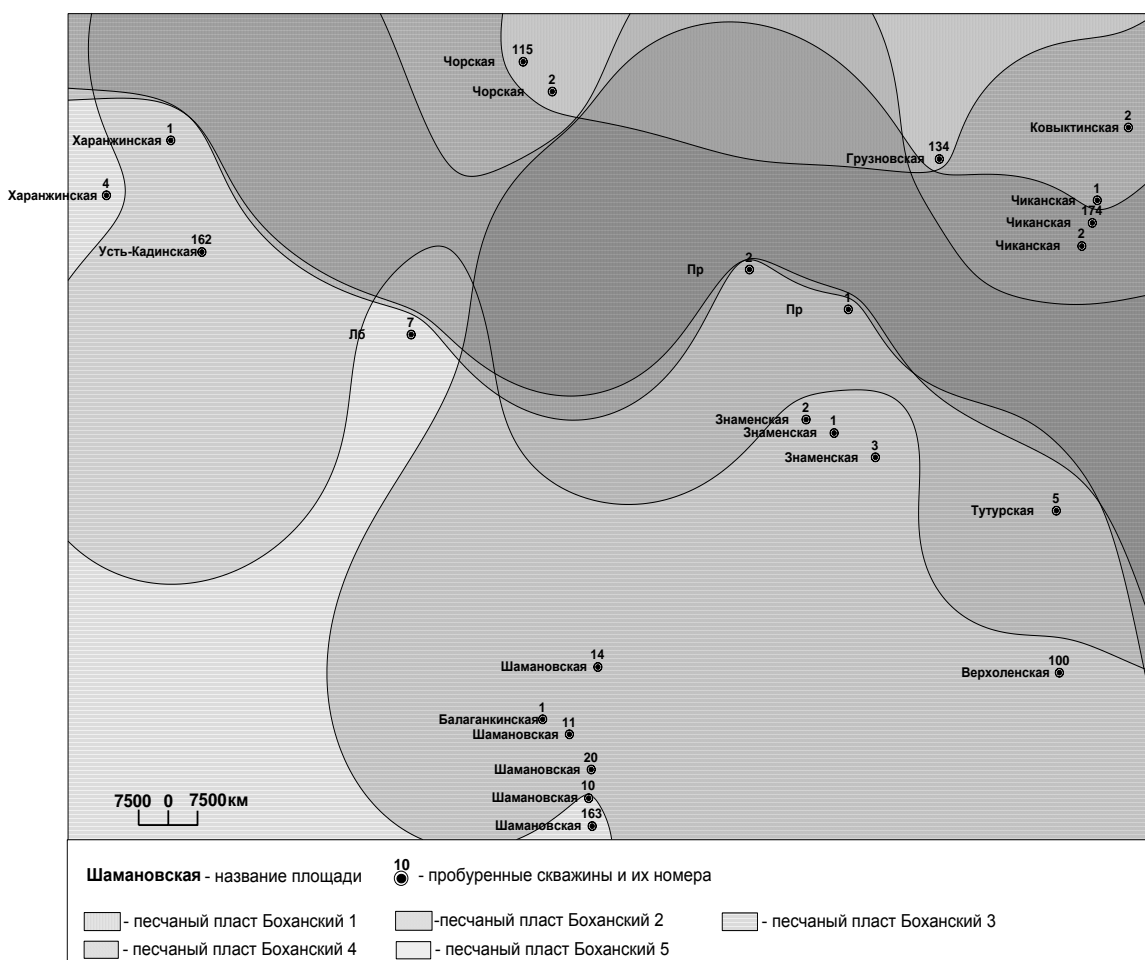 115
Чорская
2
Чорская
2
Ковыктинская
1
Харанжинская
134
Грузновская
4
Харанжинская
1
Чиканская
174
Чиканская
2
Чиканская
162
Усть-Кадинская
2
Пр
1
Пр
7
Лб
2
Знаменская
1
Знаменская
3
Знаменская
5
Тутурская
14
Шамановская
100
Верхоленская
1
Балаганкинская
11
Шамановская
20
Шамановская
10
Шамановская
163
Шамановская
7500 0 7500км
Шамановская - название площади
10
- пробуренные скважины и их номера
- песчаный пласт Боханский 1
-песчаный пласт Боханский 2
- песчаный пласт Боханский 3
- песчаный пласт Боханский 4
- песчаный пласт Боханский 5